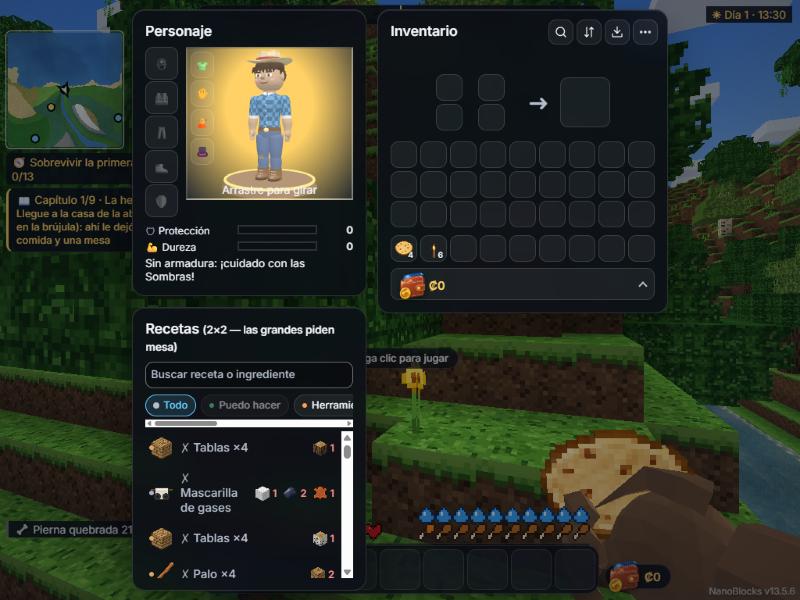 Personaje
Inventario
Día 1 · 13:30
Arrastre para girar
Sobrevivir la primera
0/13
Capítulo 1/9 · La he
Llegue a la casa de la ab
en la brújula): ahí le dejó
comida y una mesa
Protección 0
Dureza 0
Sin armadura: ¡cuidado con las
Sombras!
4
6
₡0
Recetas (2×2 — las grandes piden
mesa)
Buscar receta o ingrediente
Todo
Puedo hacer
Herramie
ga clic para jugar
✗ Tablas ×4 1
✗
Mascarilla
de gases
1 2 1
✗ Tablas ×4 1
✗ Palo ×4 2
Pierna quebrada 21
₡0
NanoBlocks v13.5.6